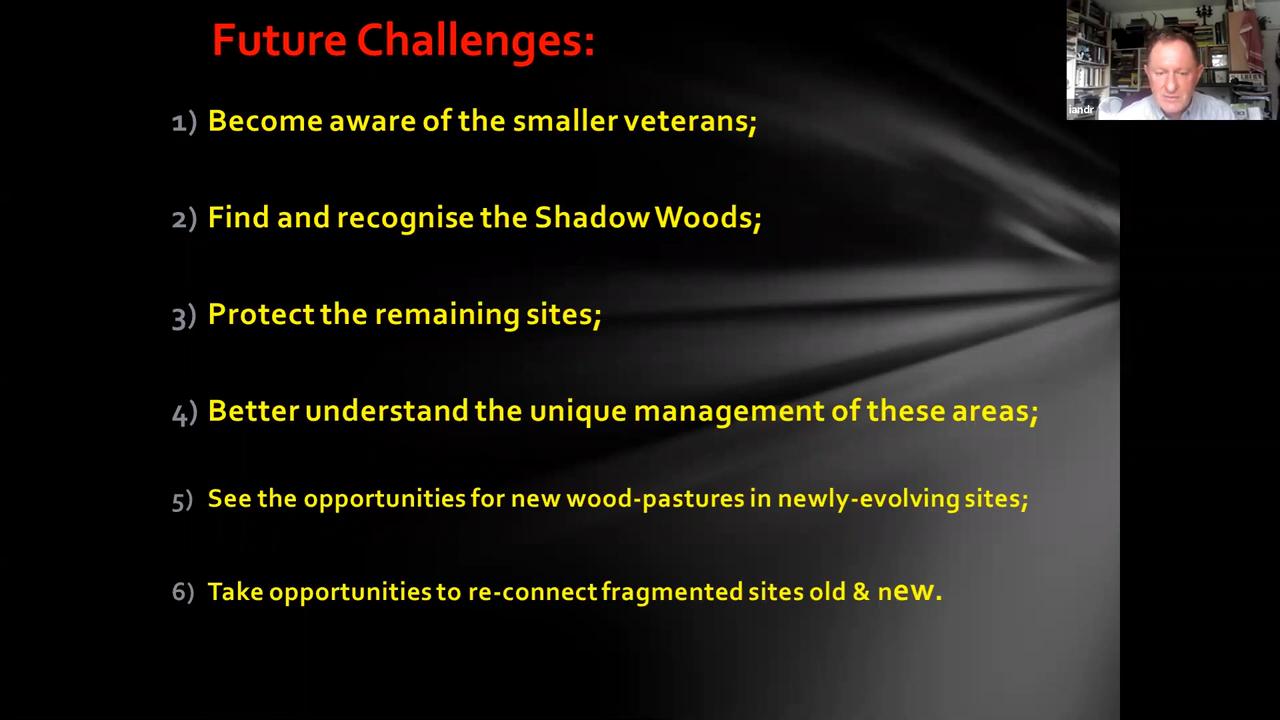 Future Challenges:
1) Become aware of the smaller veterans;
2) Find and recognise the Shadow Woods;
3) Protect the remaining sites;
4) Better understand the unique management of these areas;
5) See the opportunities for new wood-pastures in newly-evolving sites;
6) Take opportunities to re-connect fragmented sites old & new.
iandr